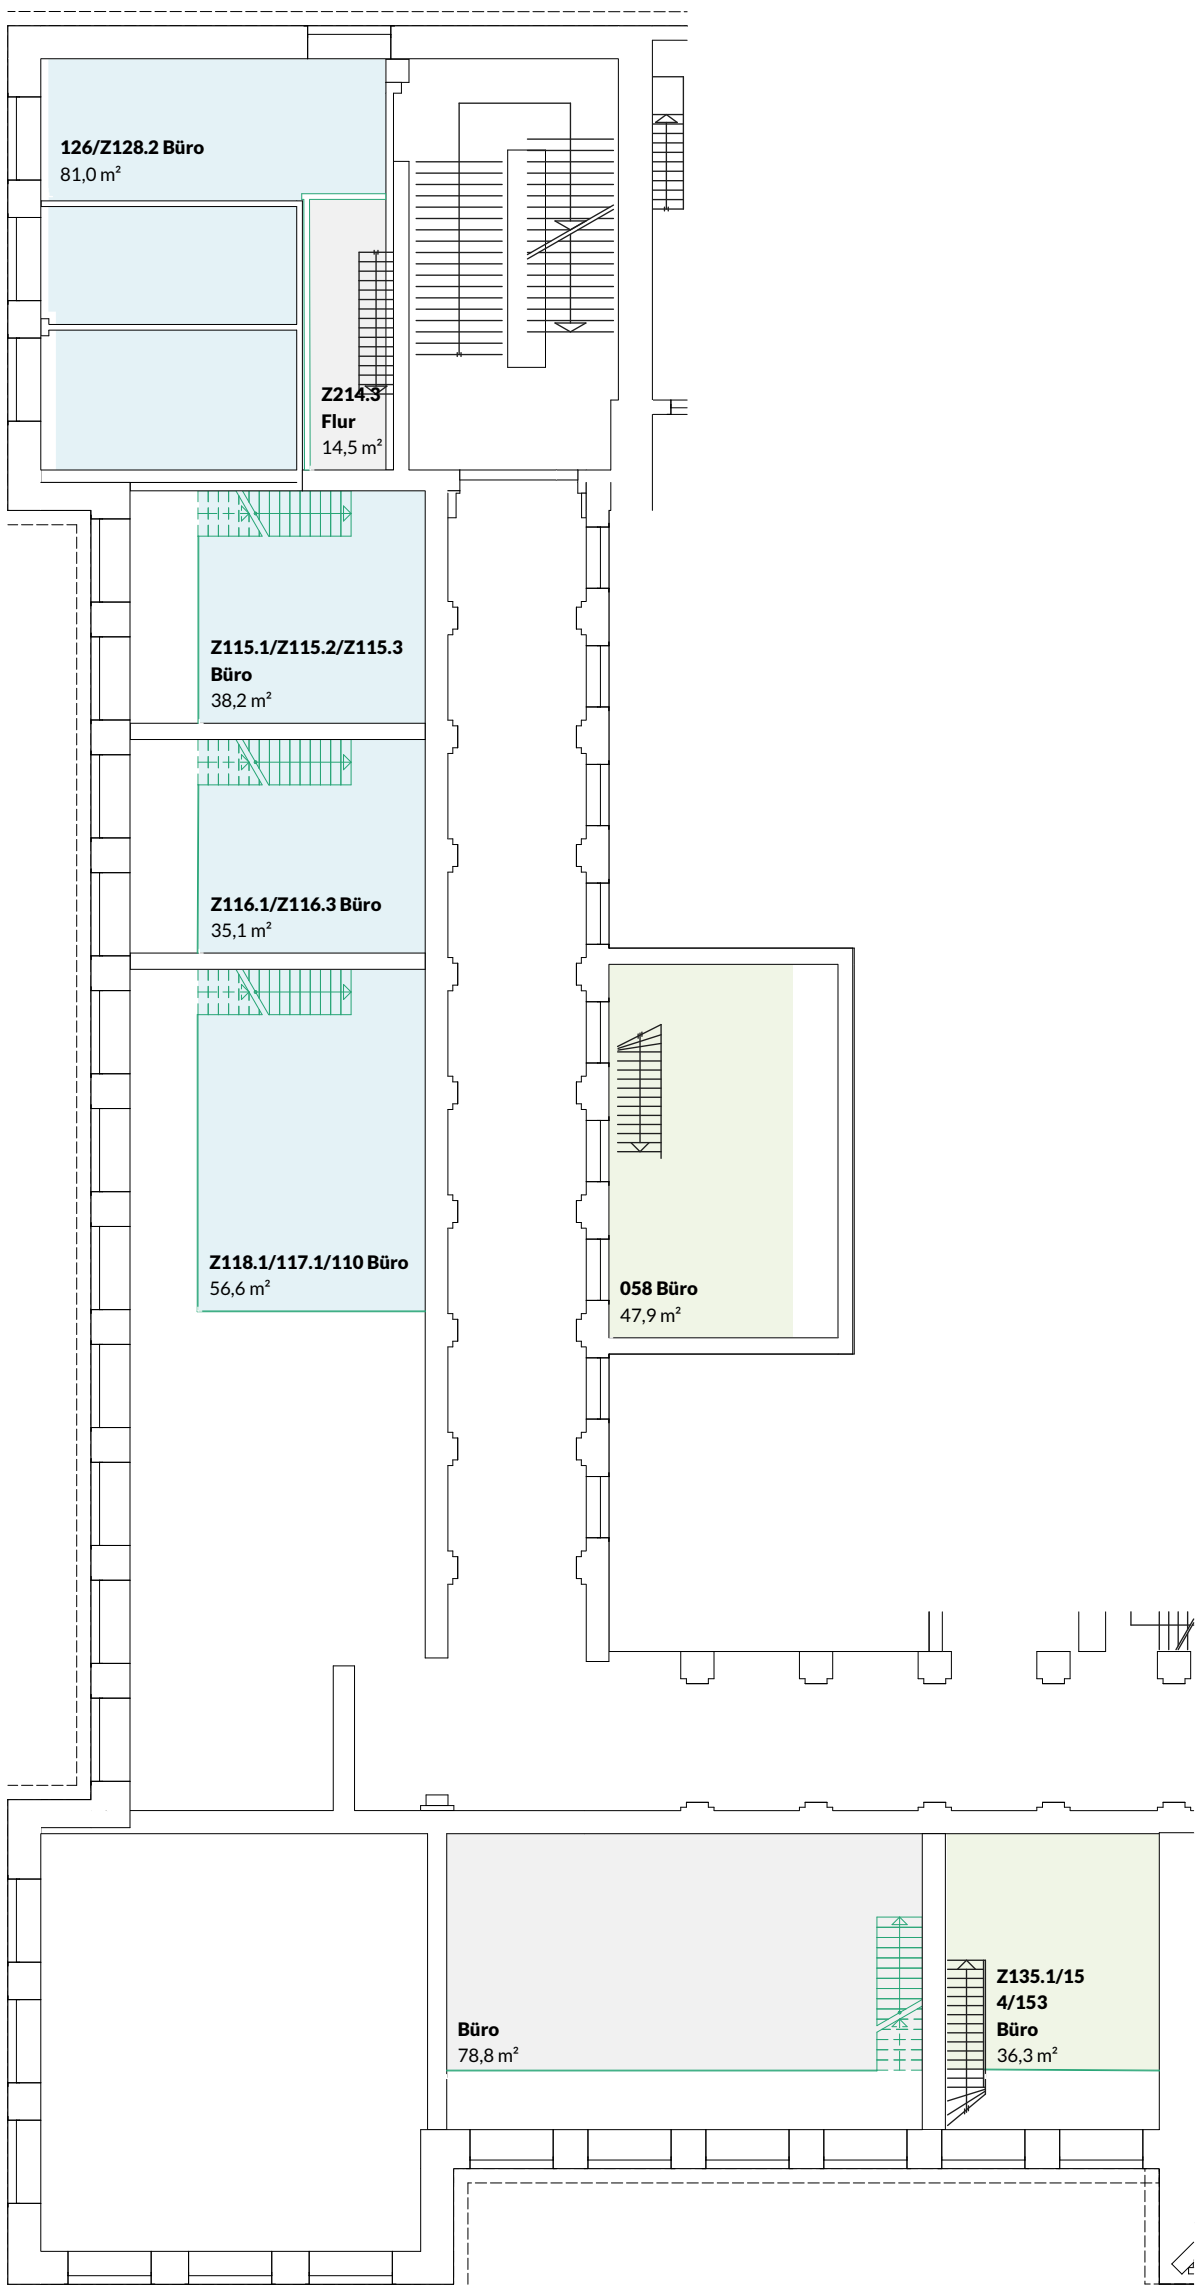 126/Z128.2 Büro
81,0 m²
Z214.3
Flur
14,5 m²
Z115.1/Z115.2/Z115.3
Büro
38,2 m²
Z116.1/Z116.3 Büro
35,1 m²
Z118.1/117.1/110 Büro
56,6 m²
058 Büro
47,9 m²
Büro
78,8 m²
Z135.1/15
4/153
Büro
36,3 m²